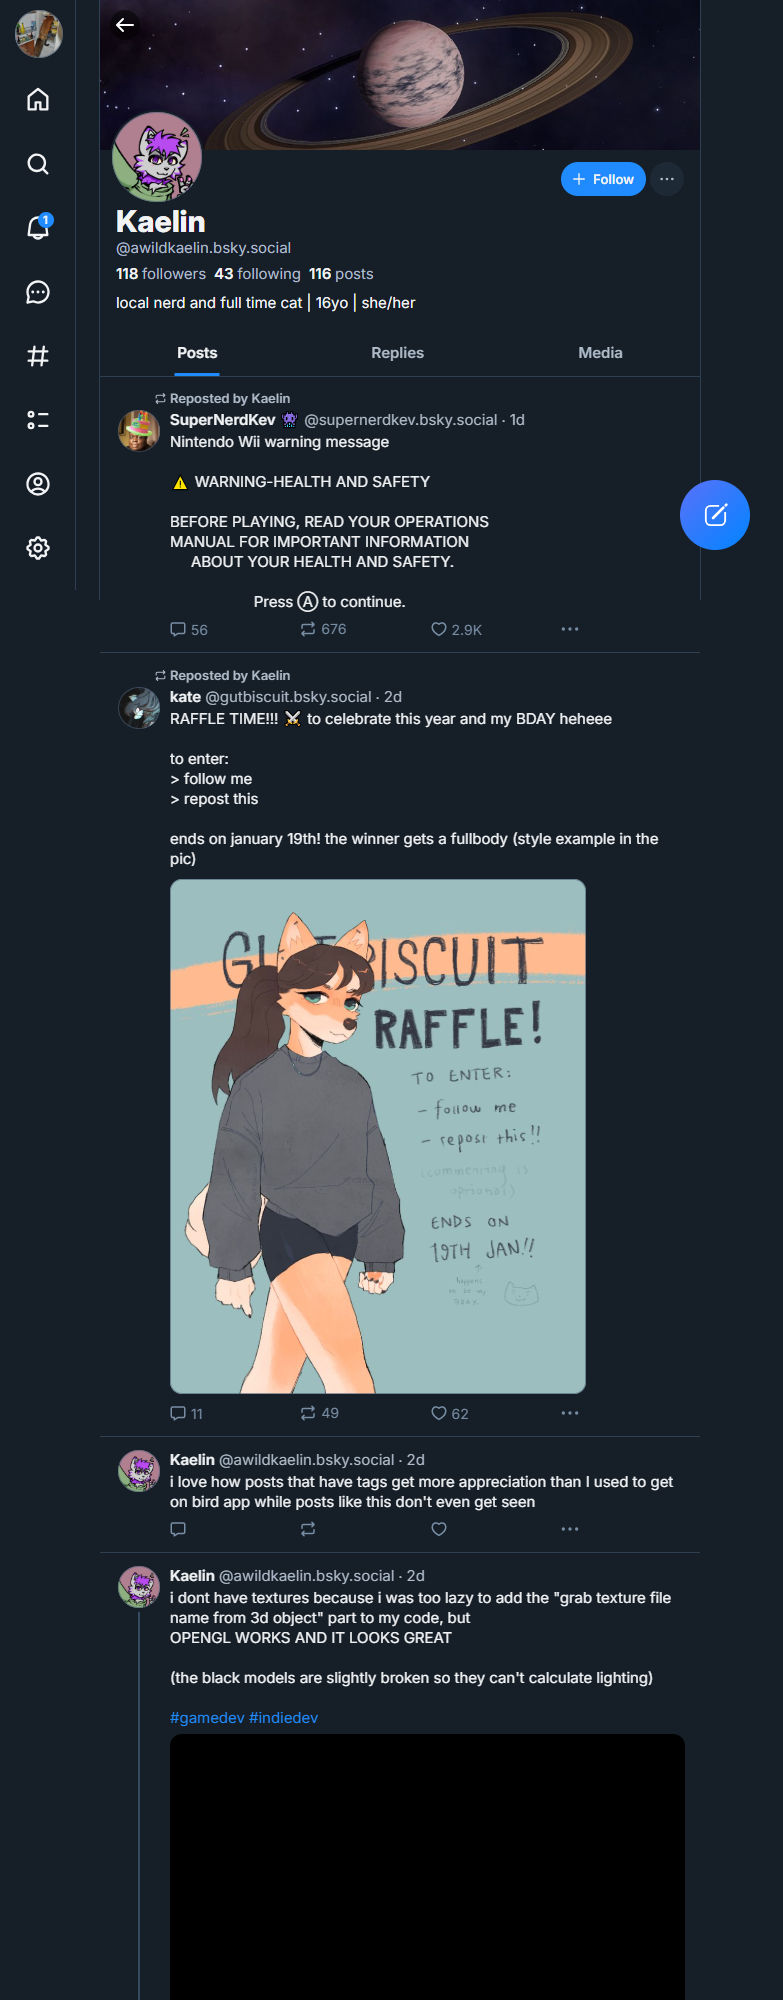 Follow
Kaelin
@awildkaelin.bsky.social
118 followers 43 following 116 posts
local nerd and full time cat | 16yo | she/her
Posts Replies Media
Reposted by Kaelin
SuperNerdKev 👾 @supernerdkev.bsky.social · 1d
Nintendo Wii warning message
⚠️ WARNING-HEALTH AND SAFETY
BEFORE PLAYING, READ YOUR OPERATIONS
MANUAL FOR IMPORTANT INFORMATION
ABOUT YOUR HEALTH AND SAFETY.
Press Ⓐ to continue.
56 676 2.9K
Reposted by Kaelin
kate @gutbiscuit.bsky.social · 2d
RAFFLE TIME!!! ⚔️ to celebrate this year and my BDAY heheee
to enter:
> follow me
> repost this
ends on january 19th! the winner gets a fullbody (style example in the
pic)
RAFFLE!
TO ENTER:
- follow me
- repost this!!
(commenting is
optional)
ENDS ON
19TH JAN!!
happens
to be my
BDAY
11 49 62
Kaelin @awildkaelin.bsky.social · 2d
i love how posts that have tags get more appreciation than I used to get
on bird app while posts like this don't even get seen
Kaelin @awildkaelin.bsky.social · 2d
i dont have textures because i was too lazy to add the "grab texture file
name from 3d object" part to my code, but
OPENGL WORKS AND IT LOOKS GREAT
(the black models are slightly broken so they can't calculate lighting)
#gamedev #indiedev
1